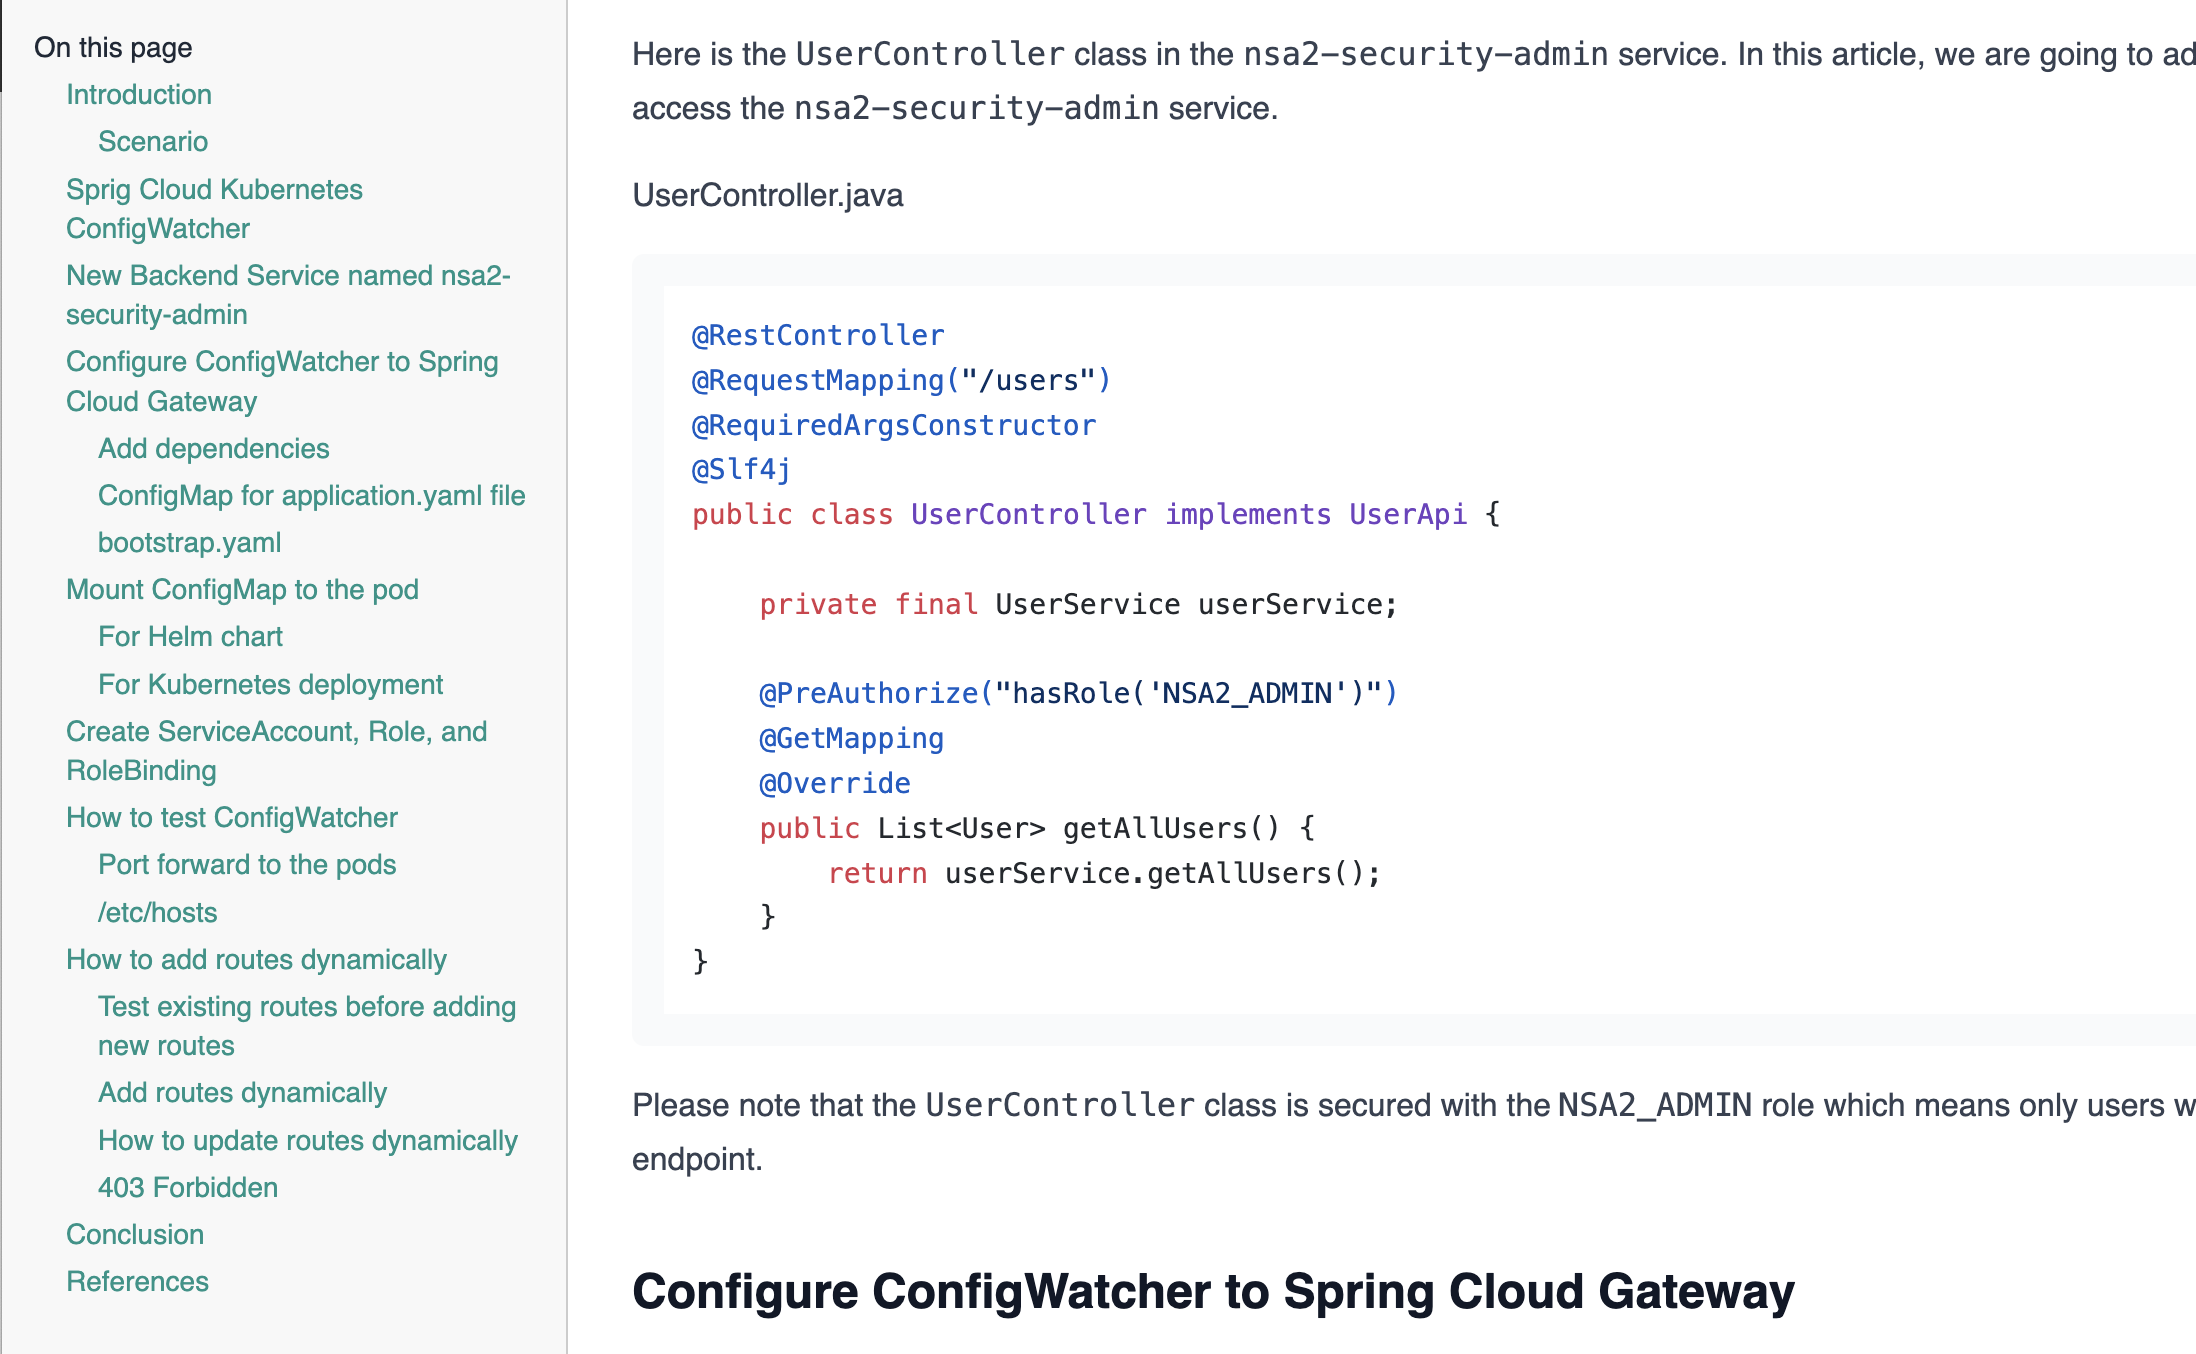 On this page
Introduction
Scenario
Sprig Cloud Kubernetes
ConfigWatcher
New Backend Service named nsa2-
security-admin
Configure ConfigWatcher to Spring
Cloud Gateway
Add dependencies
ConfigMap for application.yaml file
bootstrap.yaml
Mount ConfigMap to the pod
For Helm chart
For Kubernetes deployment
Create ServiceAccount, Role, and
RoleBinding
How to test ConfigWatcher
Port forward to the pods
/etc/hosts
How to add routes dynamically
Test existing routes before adding
new routes
Add routes dynamically
How to update routes dynamically
403 Forbidden
Conclusion
References
Here is the UserController class in the nsa2-security-admin service. In this article, we are going to ad
access the nsa2-security-admin service.
UserController.java
@RestController
@RequestMapping("/users")
@RequiredArgsConstructor
@Slf4j
public class UserController implements UserApi {
private final UserService userService;
@PreAuthorize("hasRole('NSA2_ADMIN')")
@GetMapping
@Override
public List<User> getAllUsers() {
return userService.getAllUsers();
}
}
Please note that the UserController class is secured with the NSA2_ADMIN role which means only users w
endpoint.
Configure ConfigWatcher to Spring Cloud Gateway